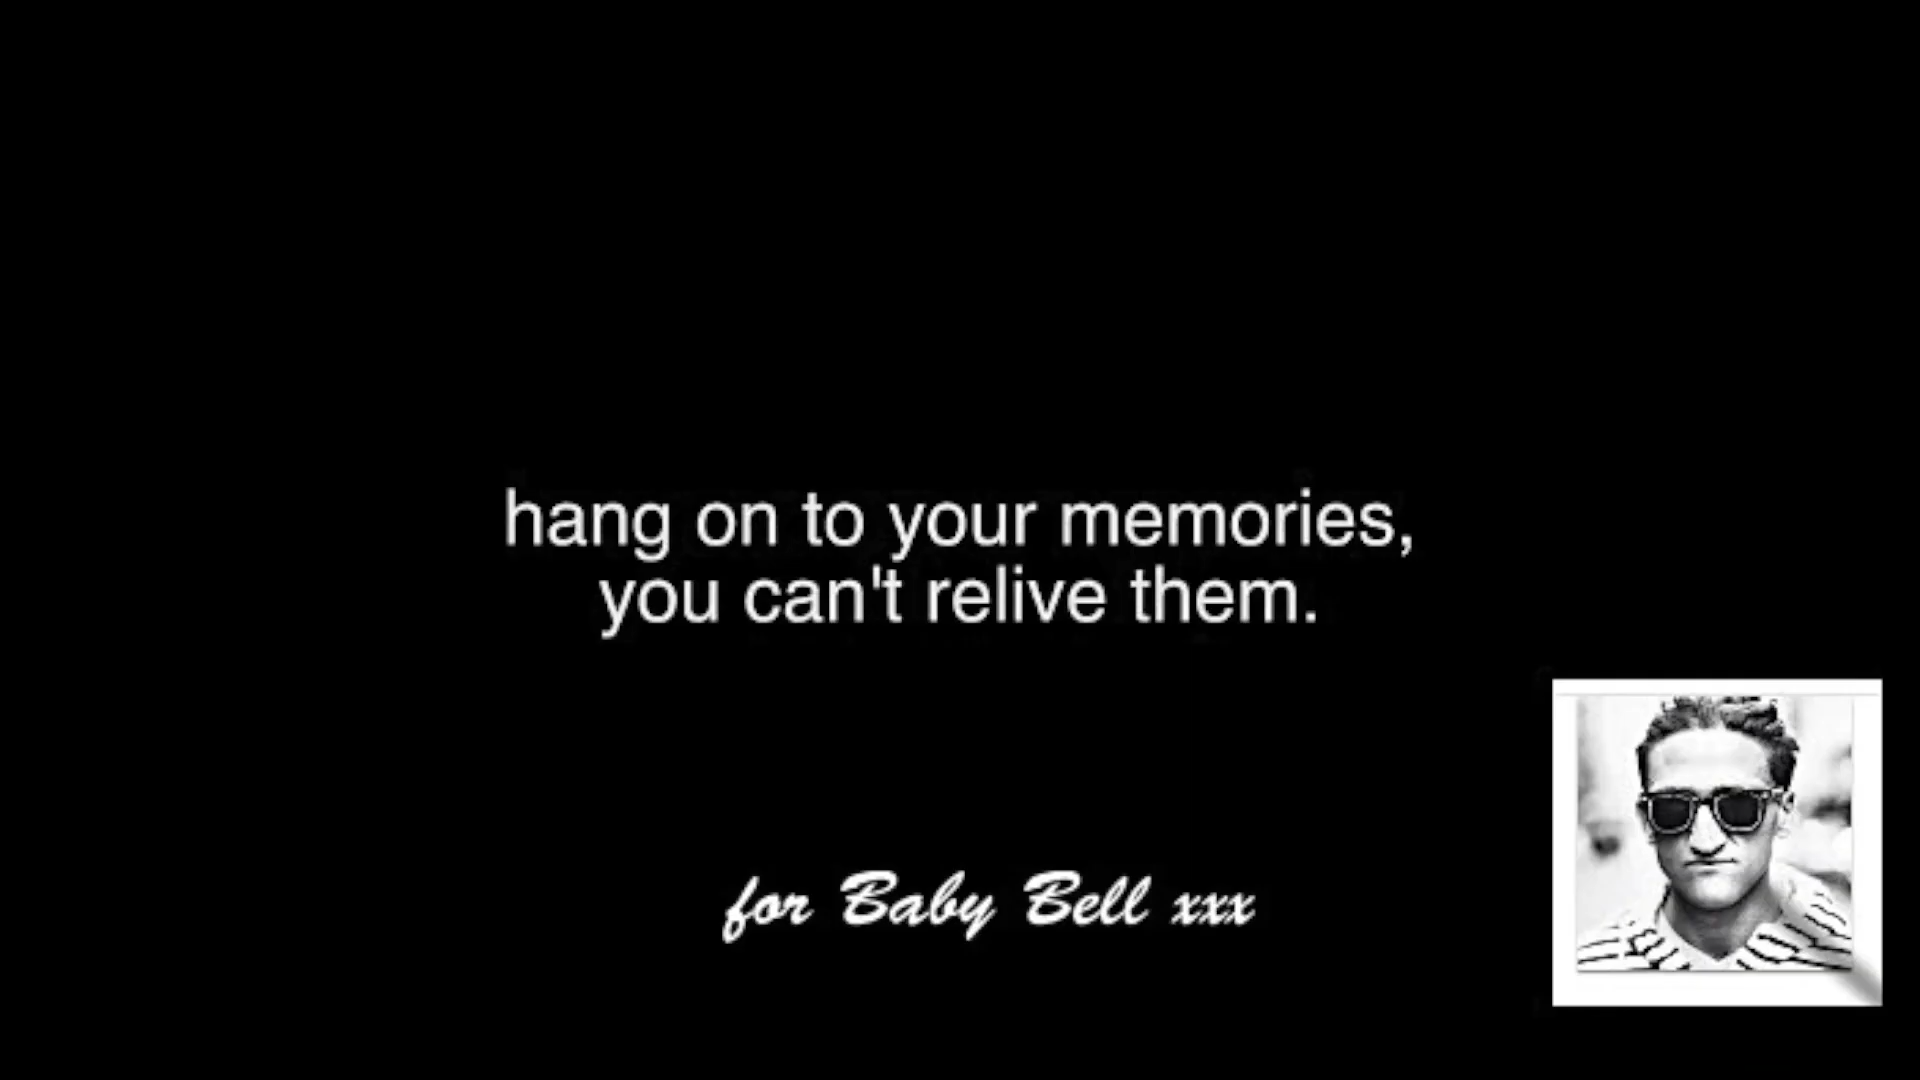 hang on to your memories,
you can't relive them.
for Baby Bell xxx